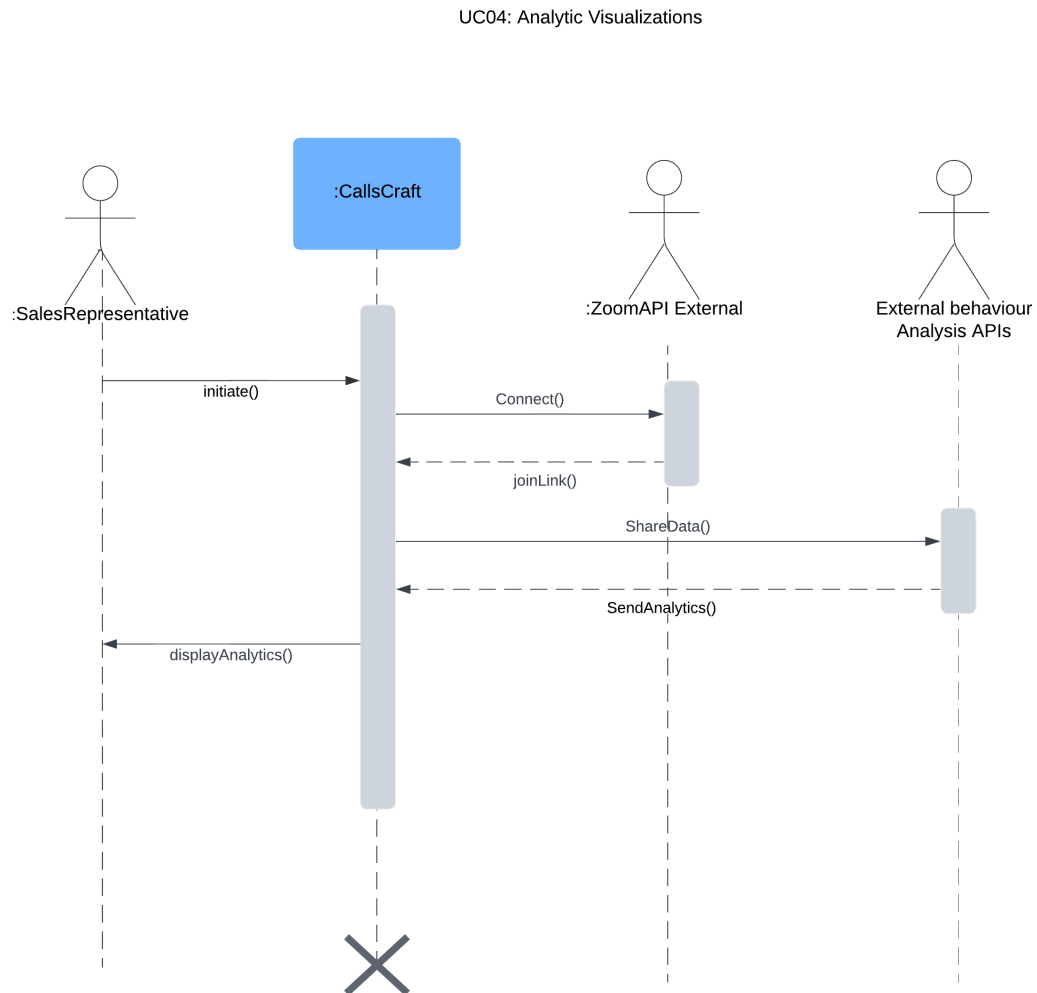 UC04: Analytic Visualizations
:CallsCraft
:SalesRepresentative
:ZoomAPI External
External behaviour
Analysis APIs
initiate()
Connect()
joinLink()
ShareData()
SendAnalytics()
displayAnalytics()